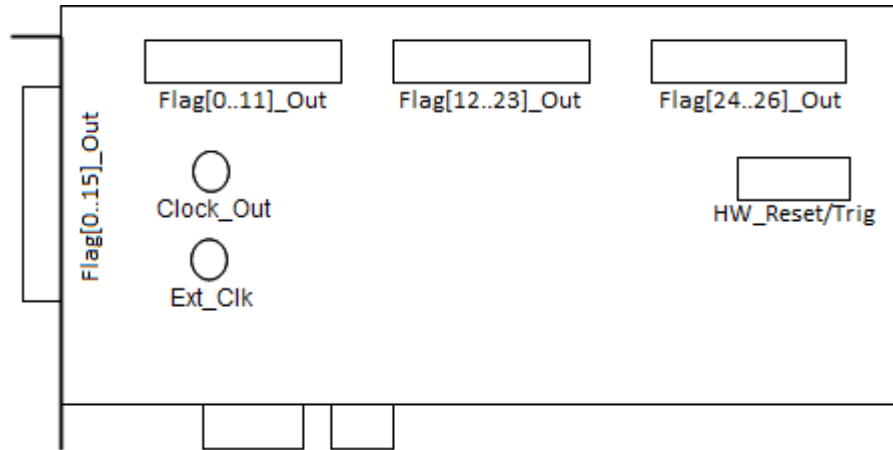 Flag[0..11]_Out
Flag[12..23]_Out
Flag[24..26]_Out
Flag[0..15]_Out
Clock_Out
HW_Reset/Trig
Ext_Clk